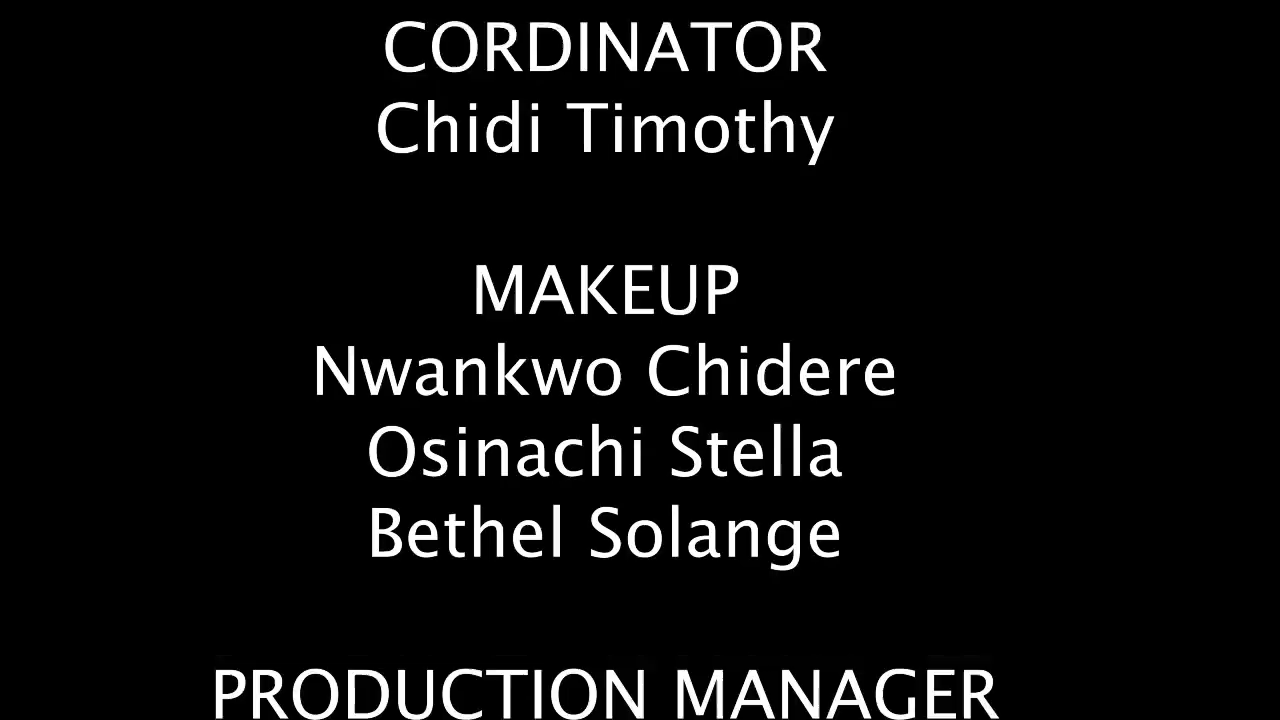 CORDINATOR
Chidi Timothy
MAKEUP
Nwankwo Chidere
Osinachi Stella
Bethel Solange
PRODUCTION MANAGER